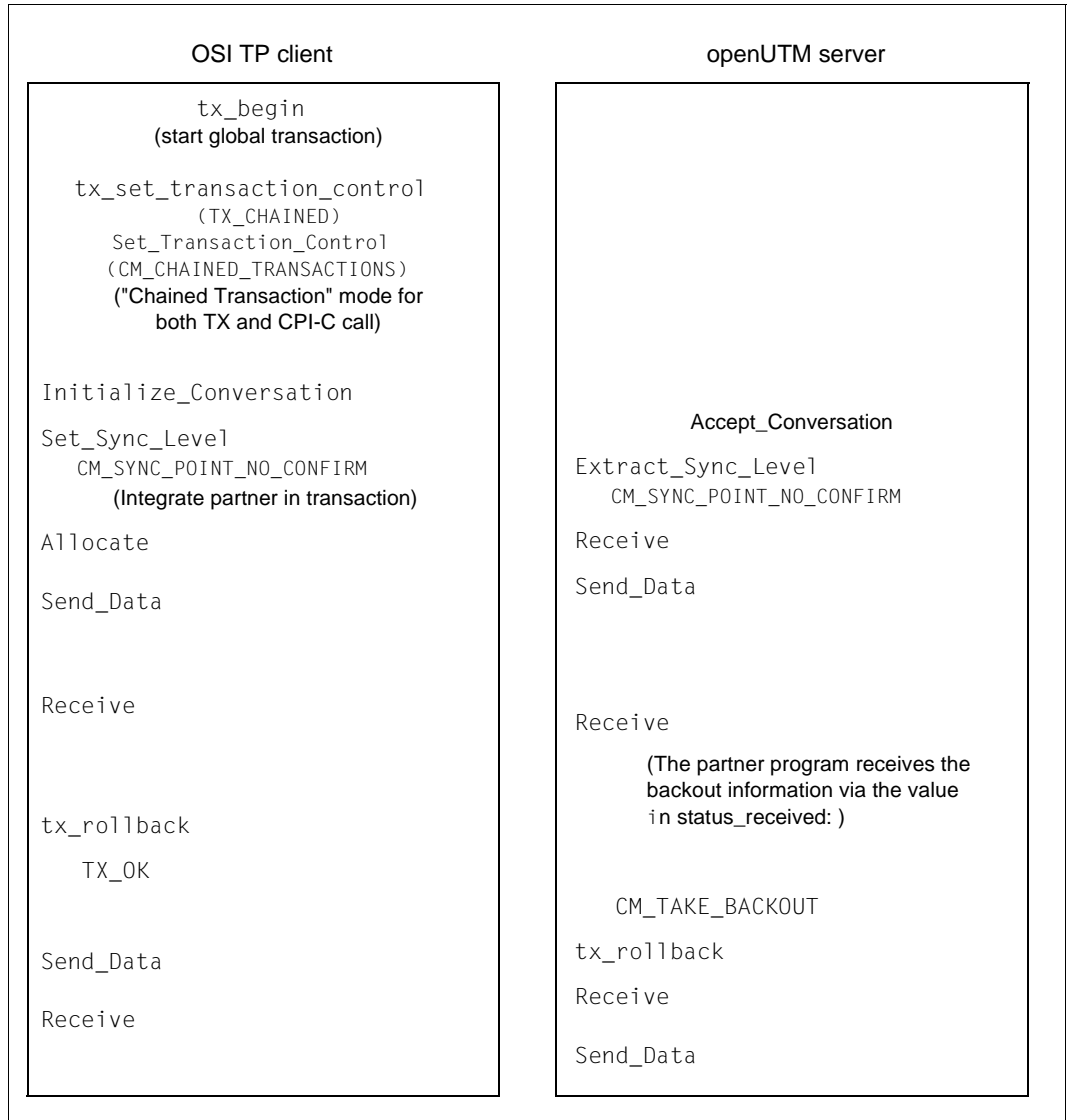 OSI TP client
tx_begin
(start global transaction)
tx_set_transaction_control
(TX_CHAINED)
Set_Transaction_Control
(CM_CHAINED_TRANSACTIONS)
("Chained Transaction" mode for
both TX and CPI-C call)
Initialize_Conversation
Set_Sync_Level
CM_SYNC_POINT_NO_CONFIRM
(Integrate partner in transaction)
Allocate
Send_Data
Receive
tx_rollback
TX_OK
Send_Data
Receive
openUTM server
Accept_Conversation
Extract_Sync_Level
CM_SYNC_POINT_NO_CONFIRM
Receive
Send_Data
Receive
(The partner program receives the
backout information via the value
in status_received: )
CM_TAKE_BACKOUT
tx_rollback
Receive
Send_Data